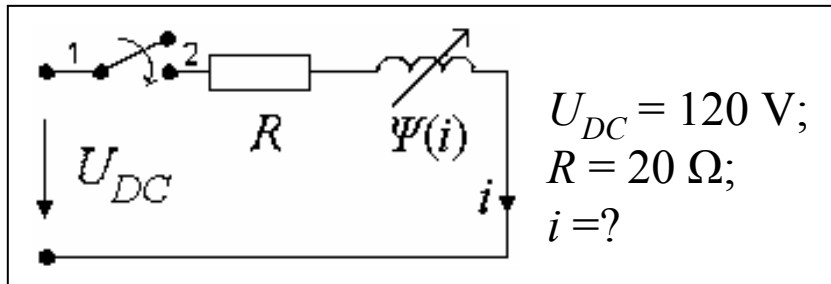 1
2
R
Ψ(i)
U_DC
i
U_DC = 120 V;
R = 20 Ω;
i =?